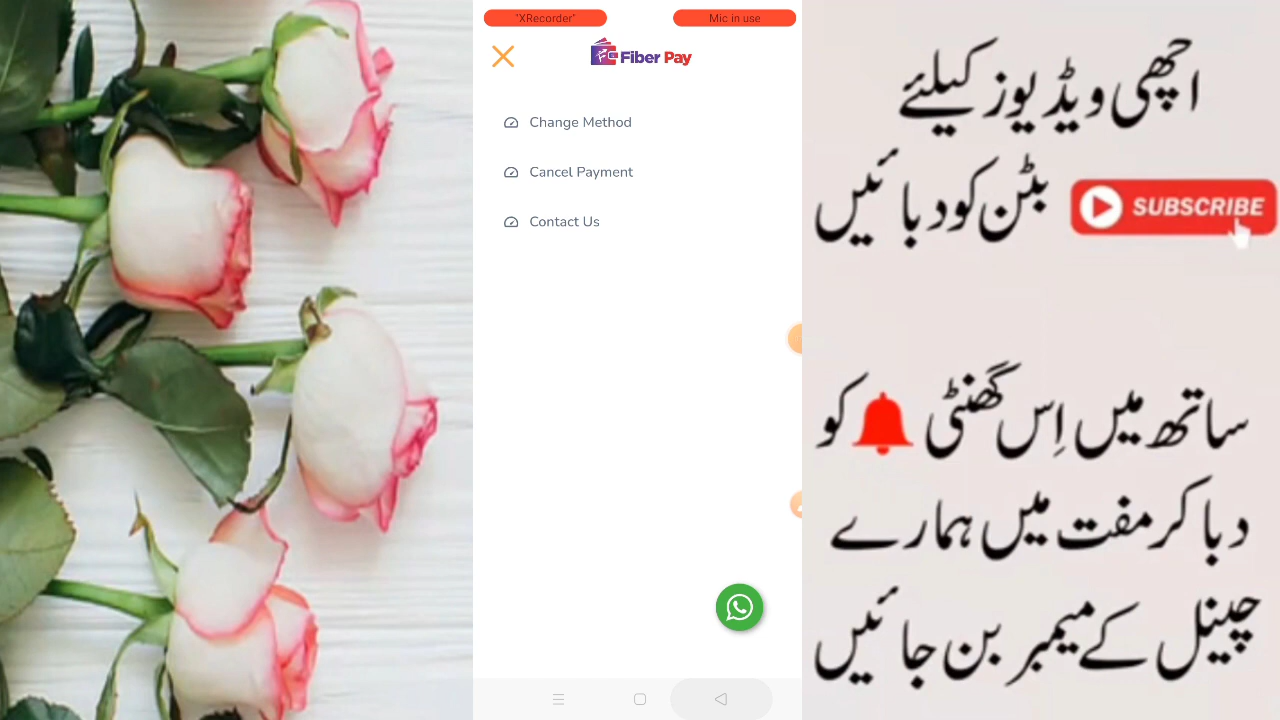 "XRecorder"
Mic in use
Fiber Pay
Change Method
Cancel Payment
Contact Us
اچھی ویڈیوز کیلئے
بٹن کو دبائیں SUBSCRIBE
ساتھ میں اِس گھنٹی کو
دبا کر مفت میں ہمارے
چینل کے میمبر بن جائیں